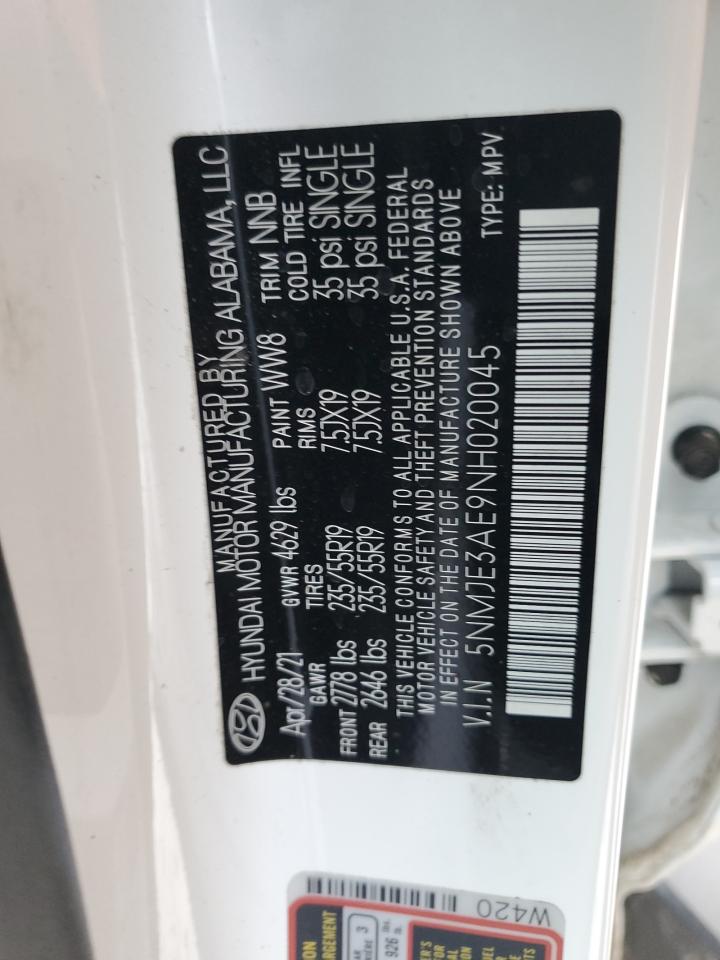 MANUFACTURED BY
HYUNDAI MOTOR MANUFACTURING ALABAMA, LLC
Apr/28/21 GVWR 4629 lbs PAINT WW8 TRIM NNB
GAWR TIRES RIMS COLD TIRE INFL
FRONT 2778 lbs 235/55R19 7.5JX19 35 psi SINGLE
REAR 2646 lbs 235/55R19 7.5JX19 35 psi SINGLE
THIS VEHICLE CONFORMS TO ALL APPLICABLE U.S.A. FEDERAL
MOTOR VEHICLE SAFETY AND THEFT PREVENTION STANDARDS
IN EFFECT ON THE DATE OF MANUFACTURE SHOWN ABOVE
V.I.N 5NMJE3AE9NH020045 TYPE: MPV
W420
3
926 lbs.